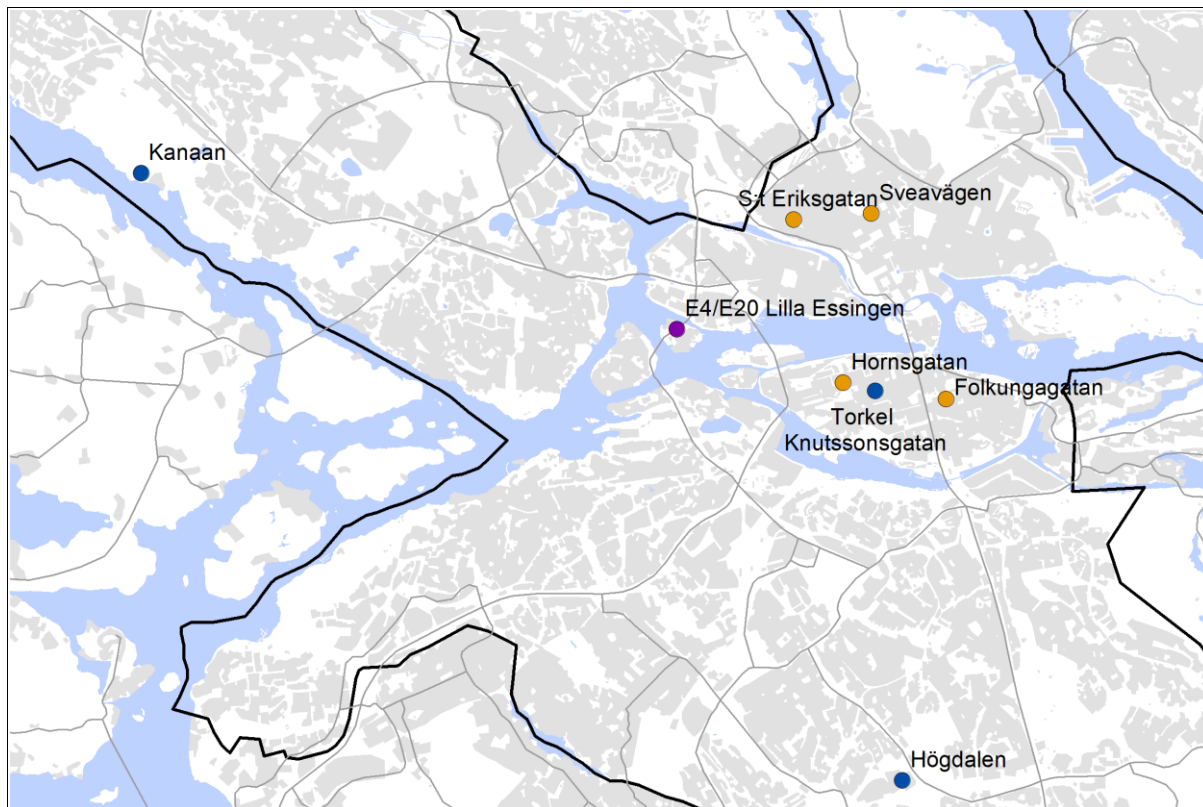 Kanaan
S:t Eriksgatan
Sveavägen
E4/E20 Lilla Essingen
Hornsgatan
Folkungagatan
Torkel
Knutssonsgatan
Högdalen